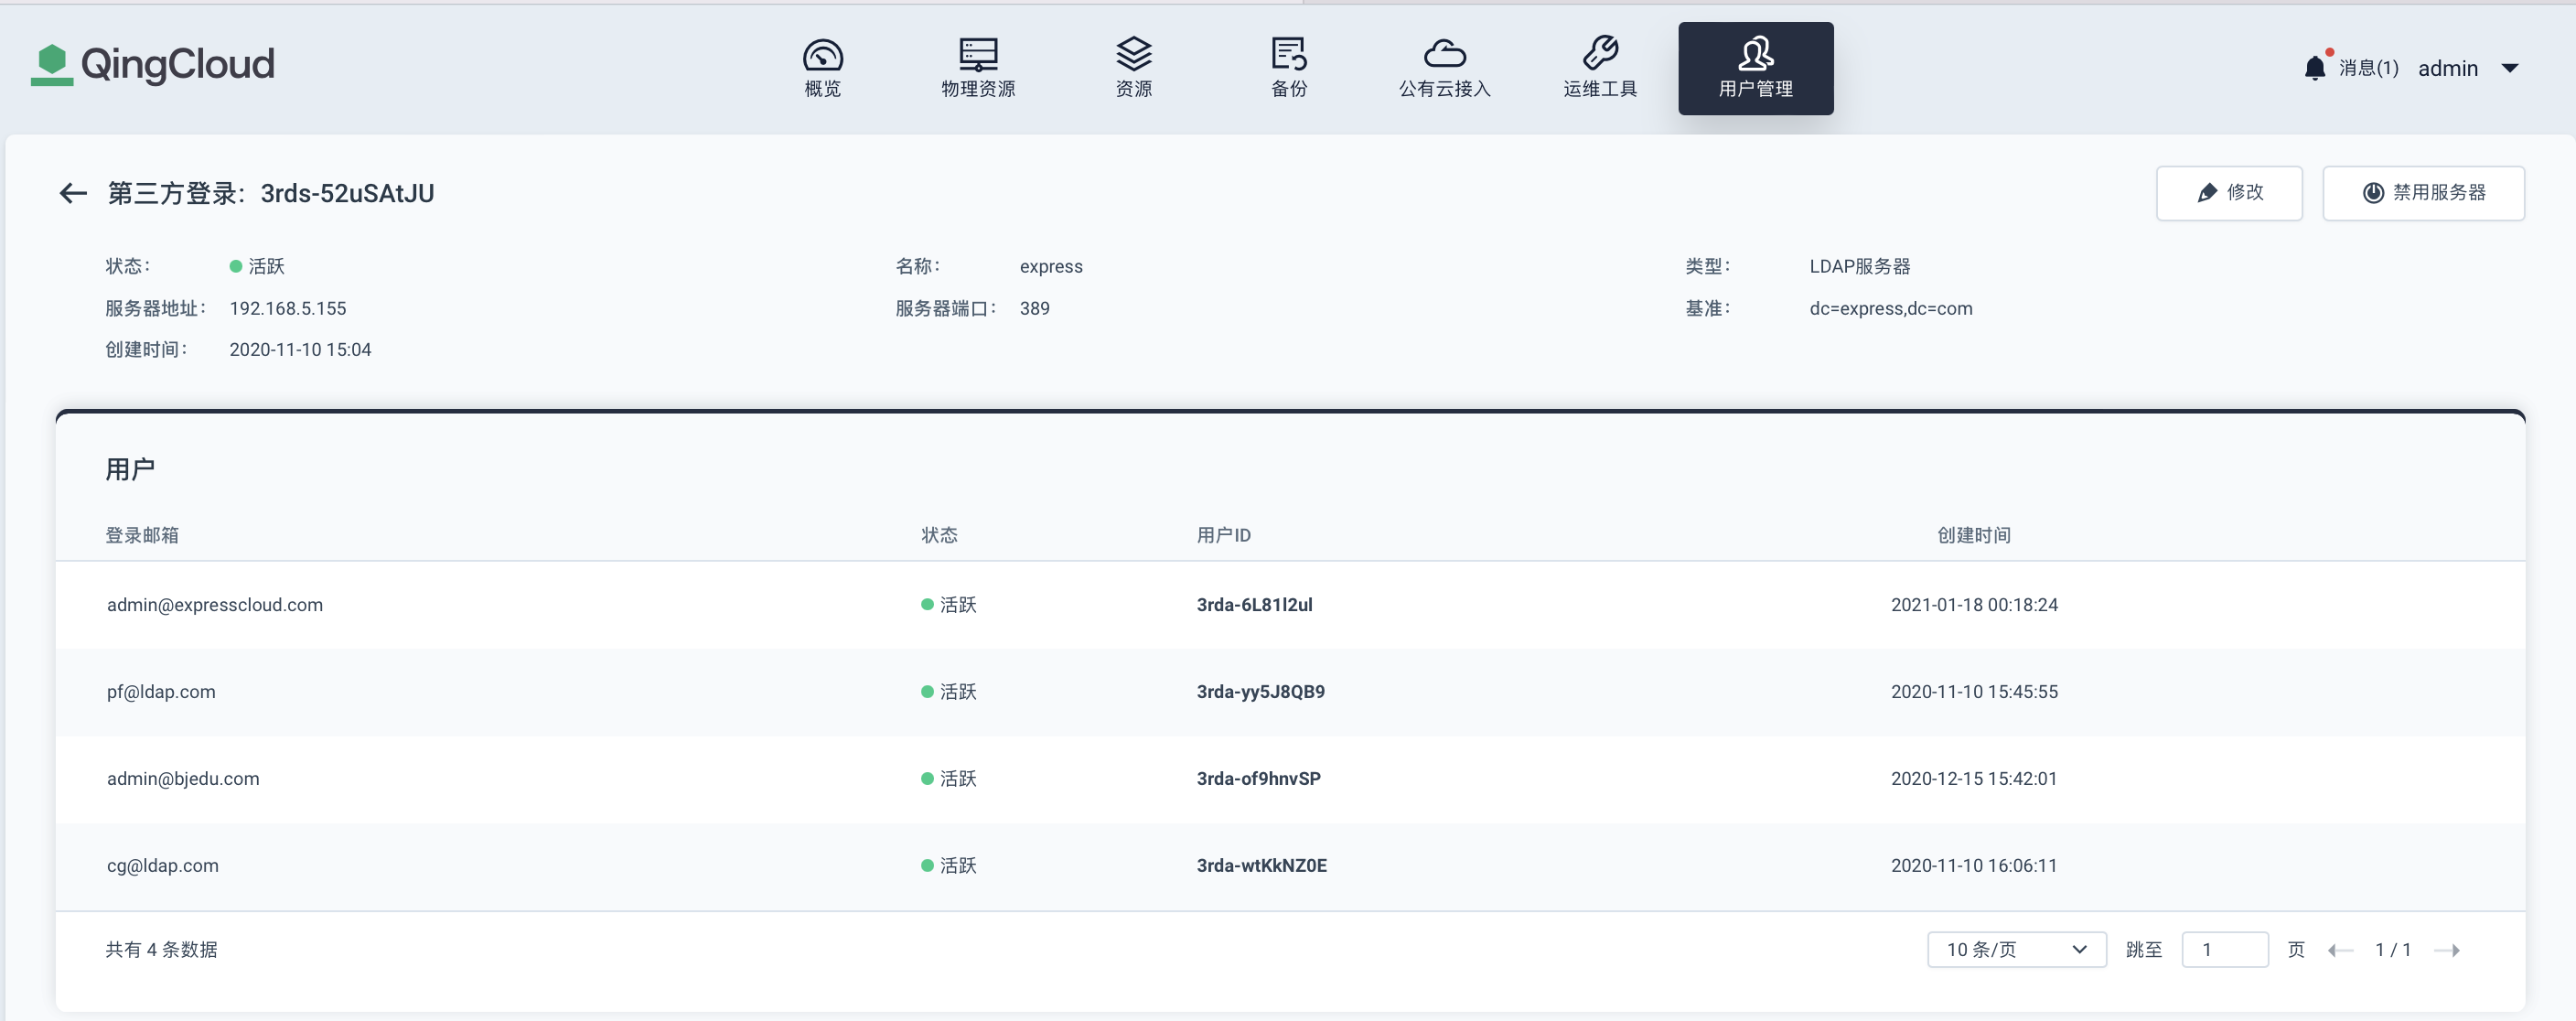 QingCloud
概览
物理资源
资源
备份
公有云接入
运维工具
用户管理
消息(1)
admin
第三方登录: 3rds-52uSAtJU
修改
禁用服务器
状态: 活跃
名称: express
类型: LDAP服务器
服务器地址: 192.168.5.155
服务器端口: 389
基准: dc=express,dc=com
创建时间: 2020-11-10 15:04
用户
登录邮箱 状态 用户ID 创建时间
admin@expresscloud.com 活跃 3rda-6L81l2ul 2021-01-18 00:18:24
pf@ldap.com 活跃 3rda-yy5J8QB9 2020-11-10 15:45:55
admin@bjedu.com 活跃 3rda-of9hnvSP 2020-12-15 15:42:01
cg@ldap.com 活跃 3rda-wtKkNZ0E 2020-11-10 16:06:11
共有 4 条数据
10 条/页 跳至 1 页 1 / 1